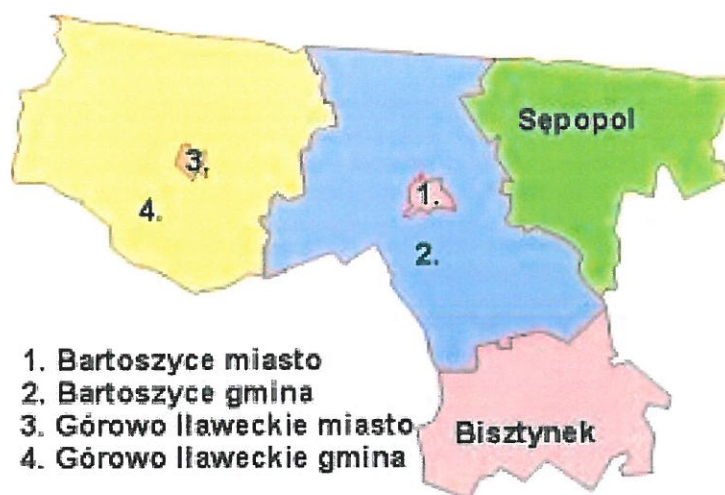 Sępopol
3.
1.
4.
2.
1. Bartoszyce miasto
2. Bartoszyce gmina
3. Górowo Iławeckie miasto
4. Górowo Iławeckie gmina
Bisztynek